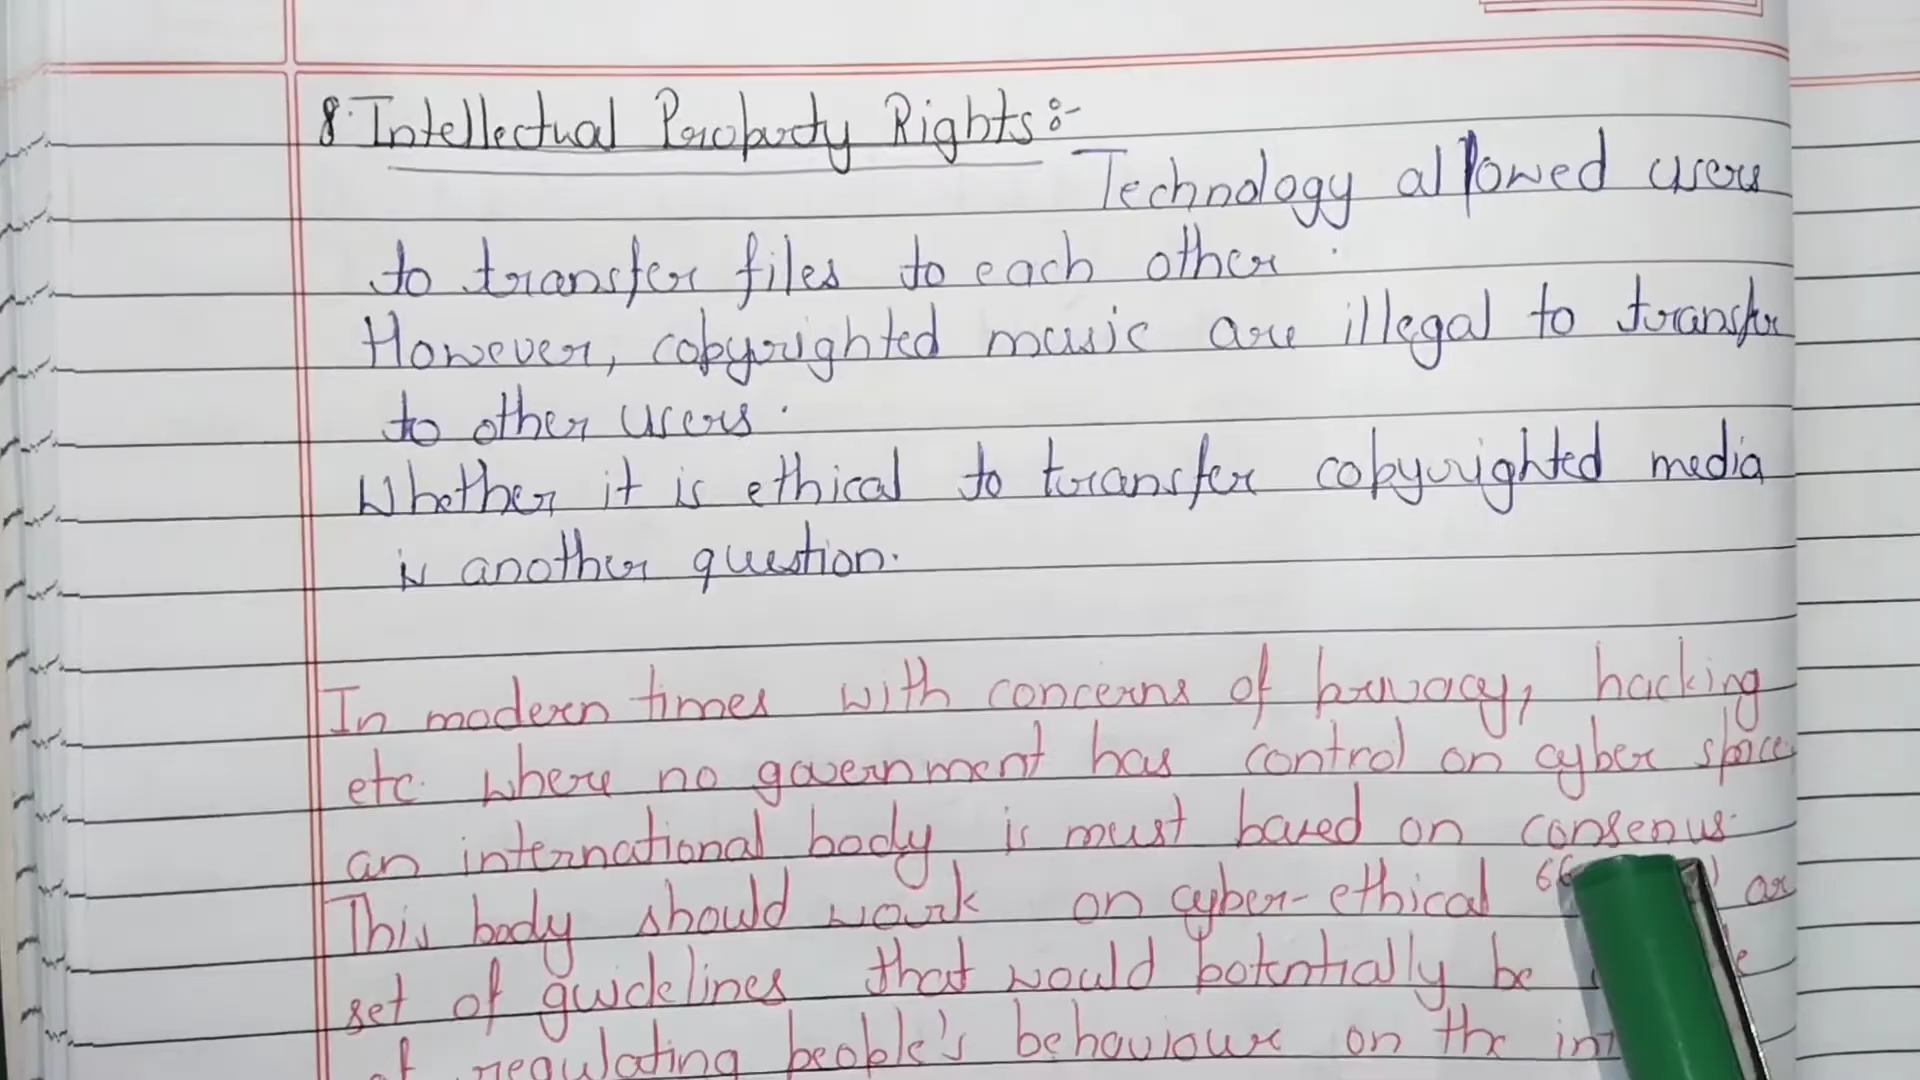 8. Intellectual Property Rights:-
Technology allowed users
to transfer files to each other.
However, copyrighted music are illegal to transfer
to other users.
Whether it is ethical to transfer copyrighted media
is another question.
In modern times with concerns of privacy, hacking
etc. where no government has control on cyber space,
an international body is must based on consenus.
This body should work on cyber-ethical
set of guidelines that would potentially be
of regulating people's behaviour on the